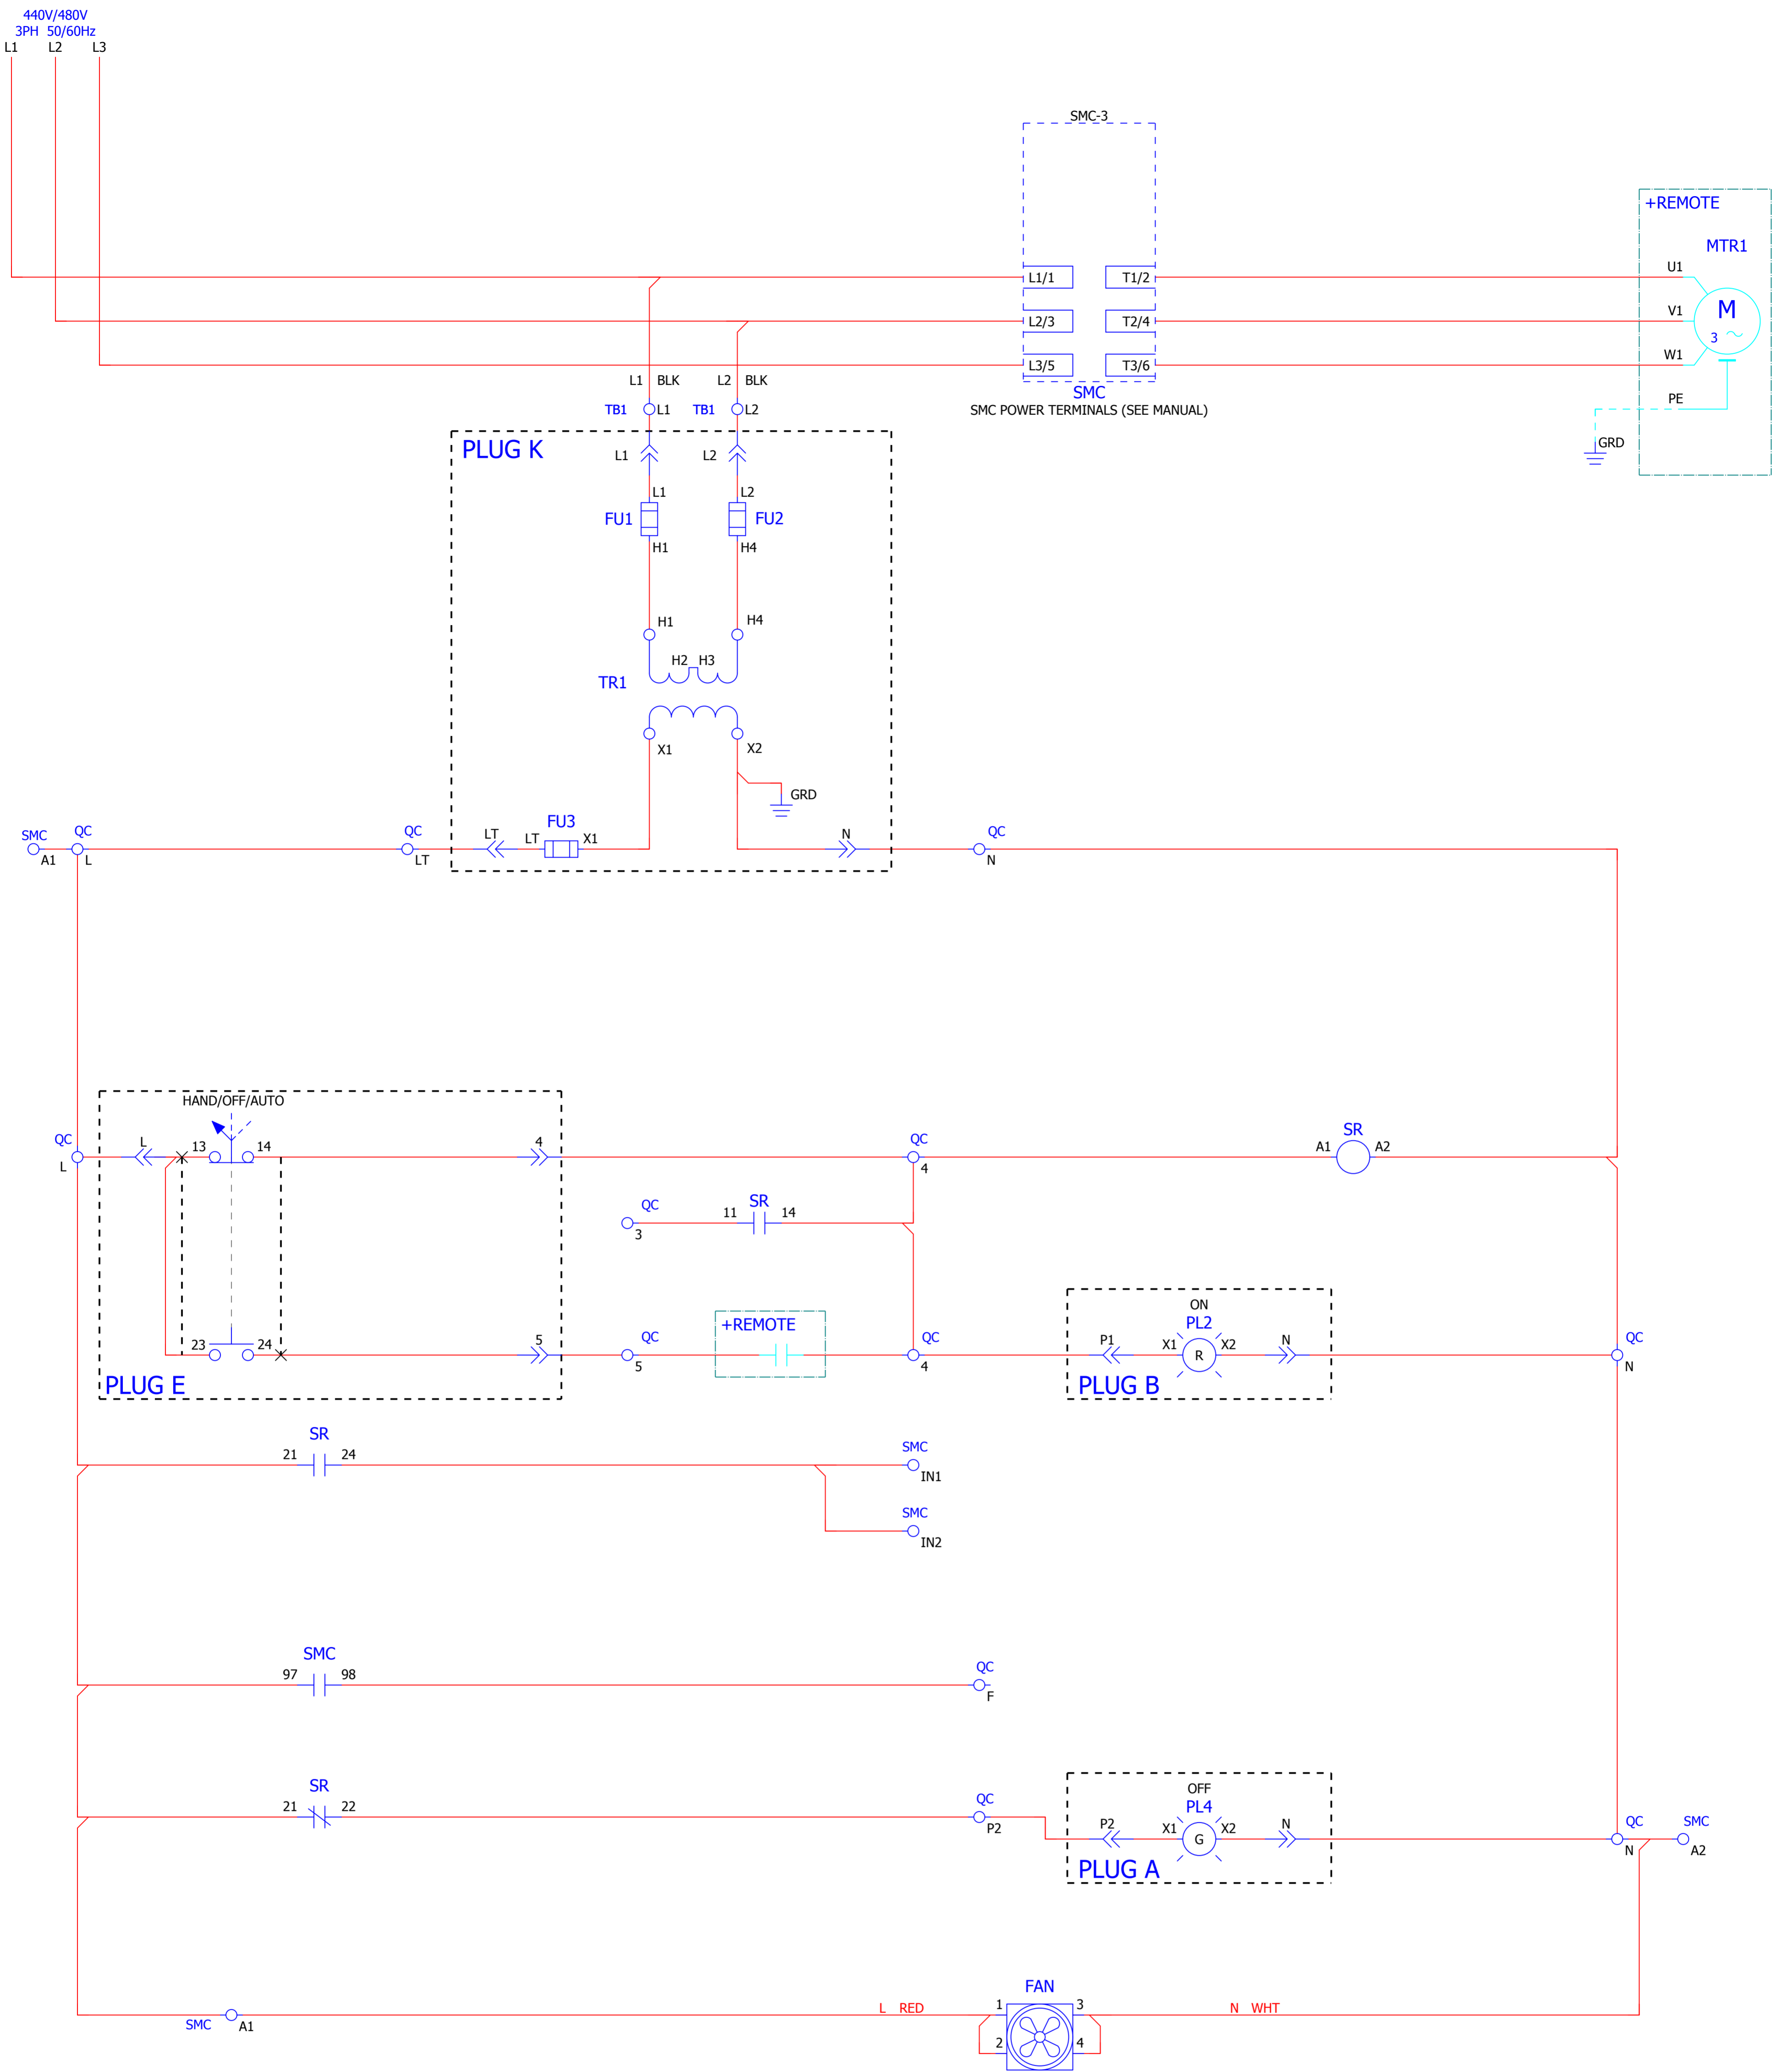 440V/480V
3PH 50/60Hz
L1 L2 L3
SMC-3
+REMOTE
MTR1
L1/1 T1/2 U1
L2/3 T2/4 V1
M
3
L3/5 T3/6 W1
L1 BLK L2 BLK
SMC
PE
TB1 L1 TB1 L2
SMC POWER TERMINALS (SEE MANUAL)
GRD
PLUG K
L1 L2
L1 L2
FU1 FU2
H1 H4
H1 H4
H2 H3
TR1
X1 X2
GRD
SMC QC QC LT LT FU3 X1 N QC
A1 L LT N
HAND/OFF/AUTO
QC L 13 14 4 QC A1 SR A2
L 4
QC 11 SR 14
3
ON
+REMOTE PL2
23 24 5 QC QC P1 X1 R X2 N QC
5 4 N
PLUG E PLUG B
SR SMC
21 24
IN1
SMC
IN2
SMC
97 98 QC
F
OFF
SR QC PL4
21 22
P2 P2 X1 G X2 N QC SMC
N A2
PLUG A
FAN
L RED 1 3 N WHT
SMC A1
2 4